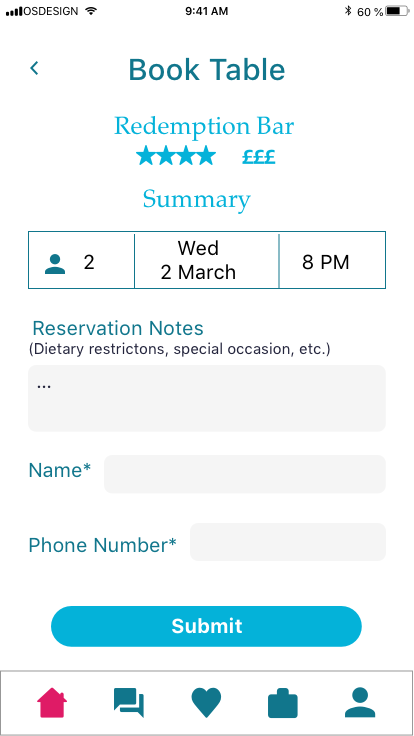 OSDESIGN 9:41 AM 60 %
Book Table
Redemption Bar
£££
Summary
2 Wed 8 PM
2 March
Reservation Notes
(Dietary restrictons, special occasion, etc.)
...
Name*
Phone Number*
Submit